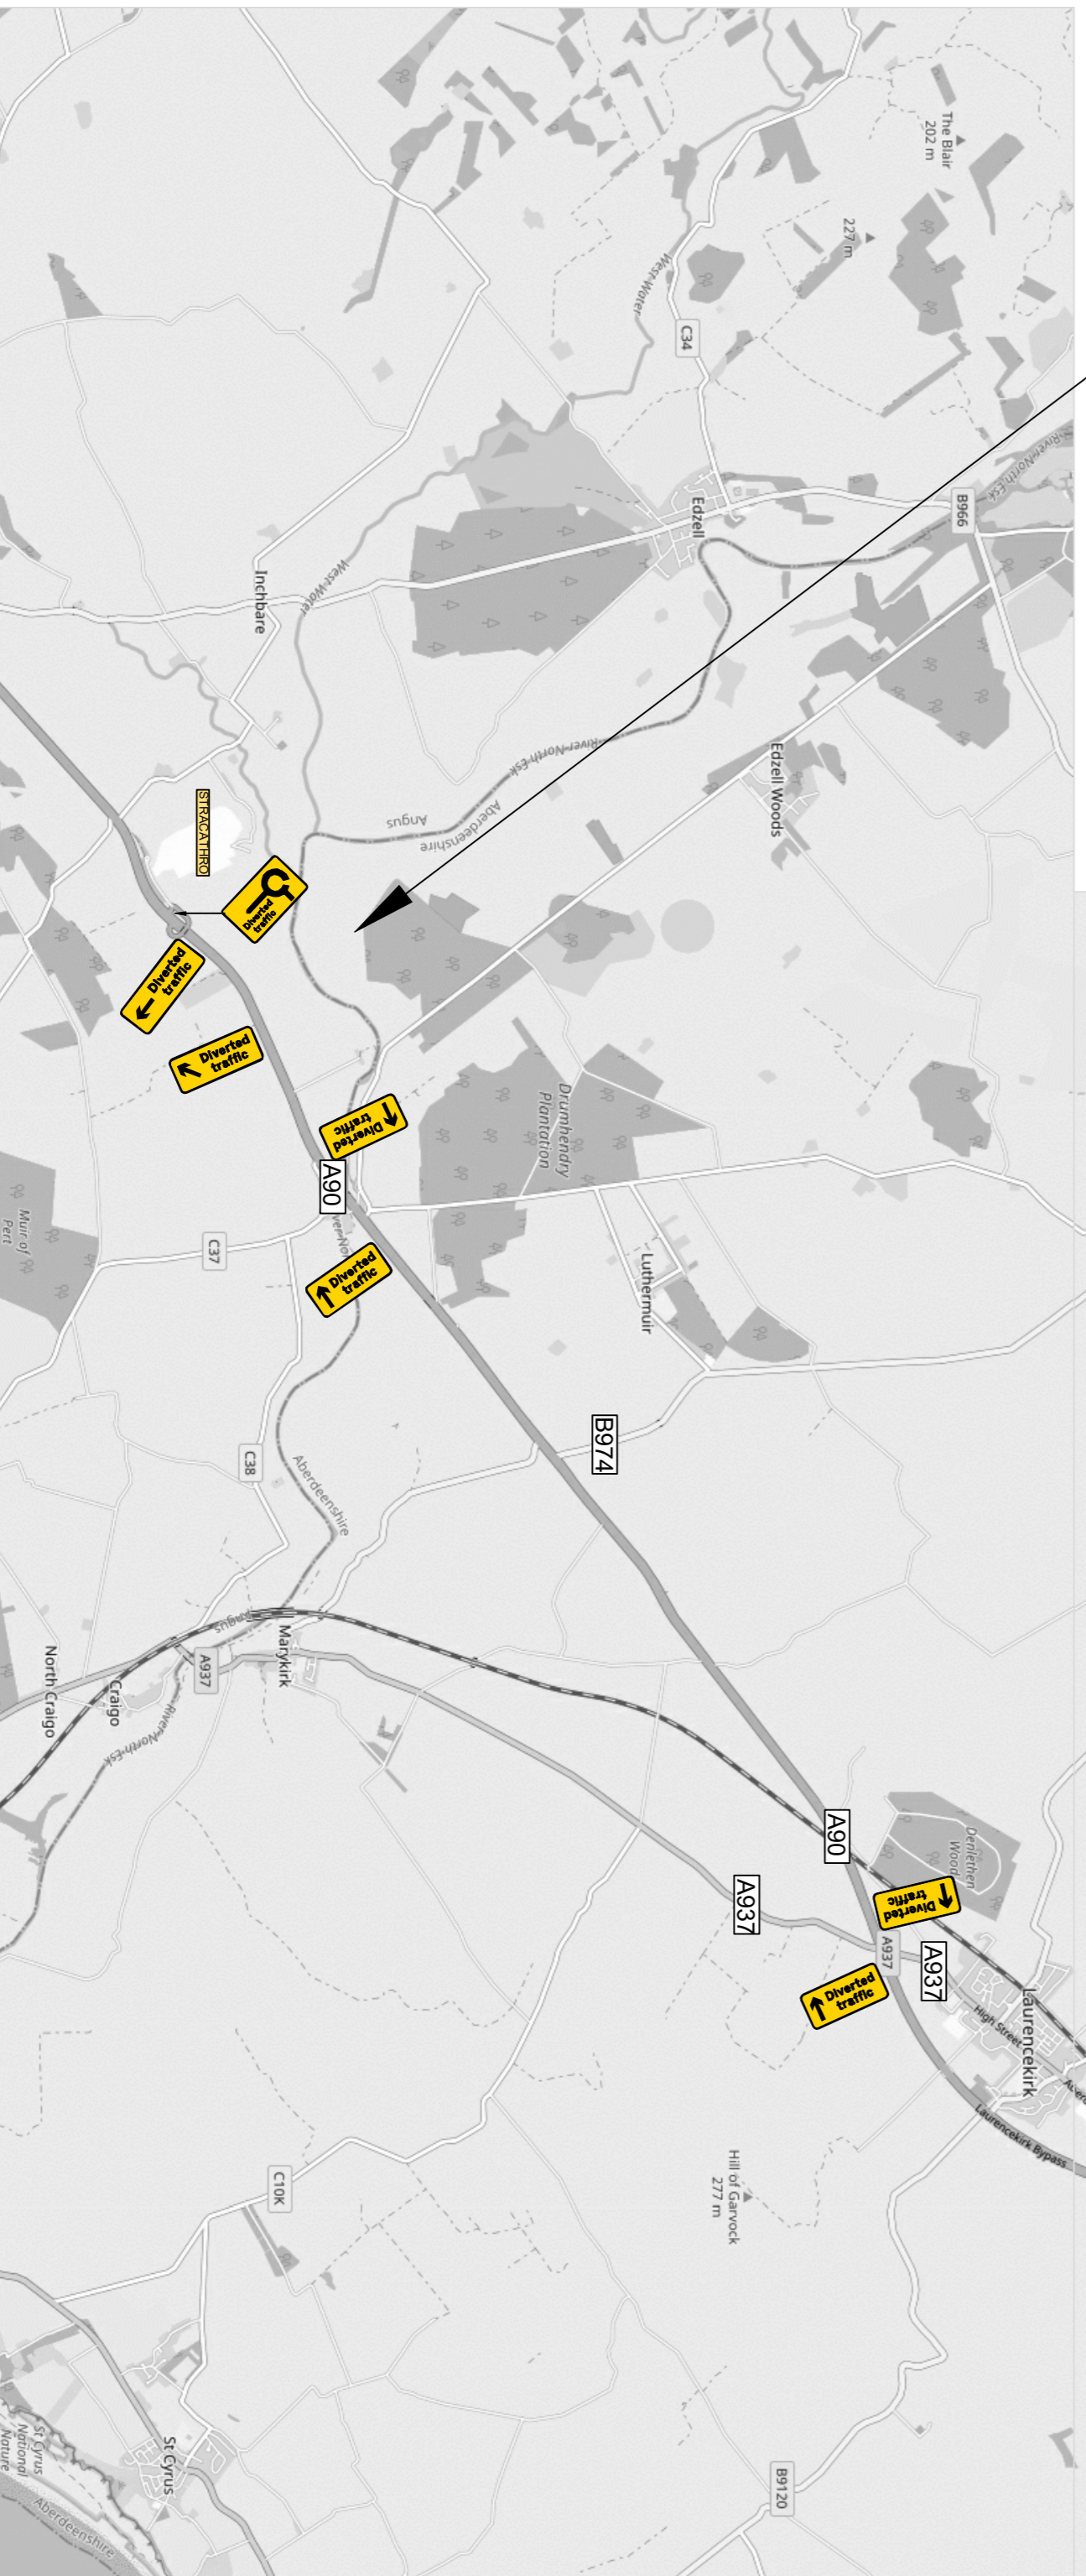 The Blair
202 m
227 m
West Water
C34
River North Esk
B966
Edzell
Inchbare
West Water
River North Esk
Edzell Woods
Angus
Aberdeenshire
STRACATHRO
Diverted
traffic
Diverted
traffic
Diverted
traffic
Diverted
traffic
A90
Drumhendry
Plantation
Muir of
Pert
C37
Diverted
traffic
Luthermuir
B974
C38
Aberdeenshire
Angus
Marykirk
A937
Craigo
North Craigo
River North Esk
A90
Denlethen
Wood
Diverted
traffic
A937
A937
A937
Diverted
traffic
Laurencekirk
High Street
Laurencekirk Bypass
Hill of Garvock
277 m
C10K
St Cyrus
St Cyrus
National
Nature
Aberdeenshire
B9120